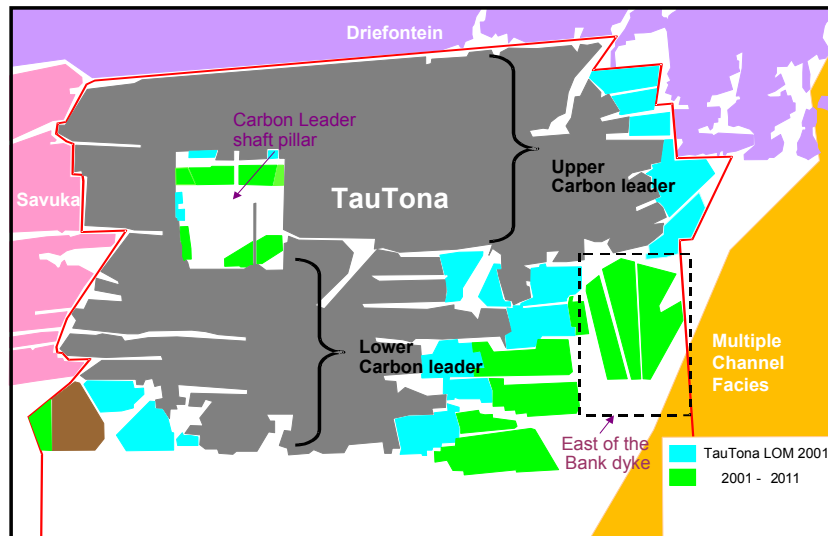 Driefontein
Carbon Leader
shaft pillar
Upper
Carbon leader
TauTona
Savuka
Lower
Carbon leader
Multiple
Channel
Facies
East of the
Bank dyke
TauTona LOM 2001
2001 - 2011